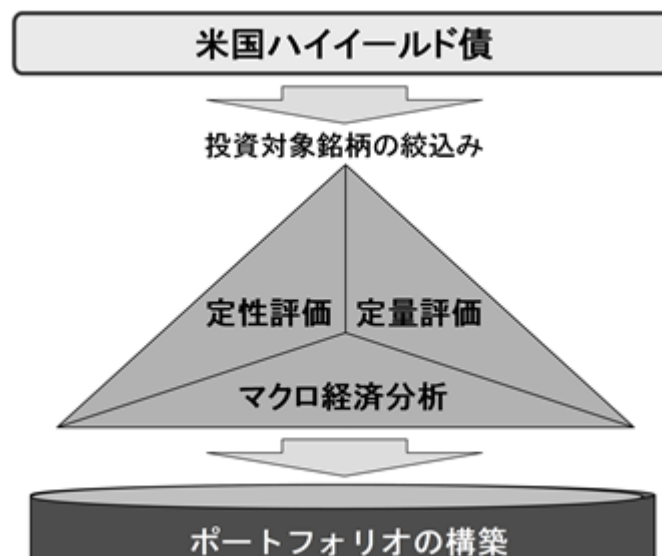 米国ハイイールド債
投資対象銘柄の絞込み
定性評価 定量評価
マクロ経済分析
ポートフォリオの構築